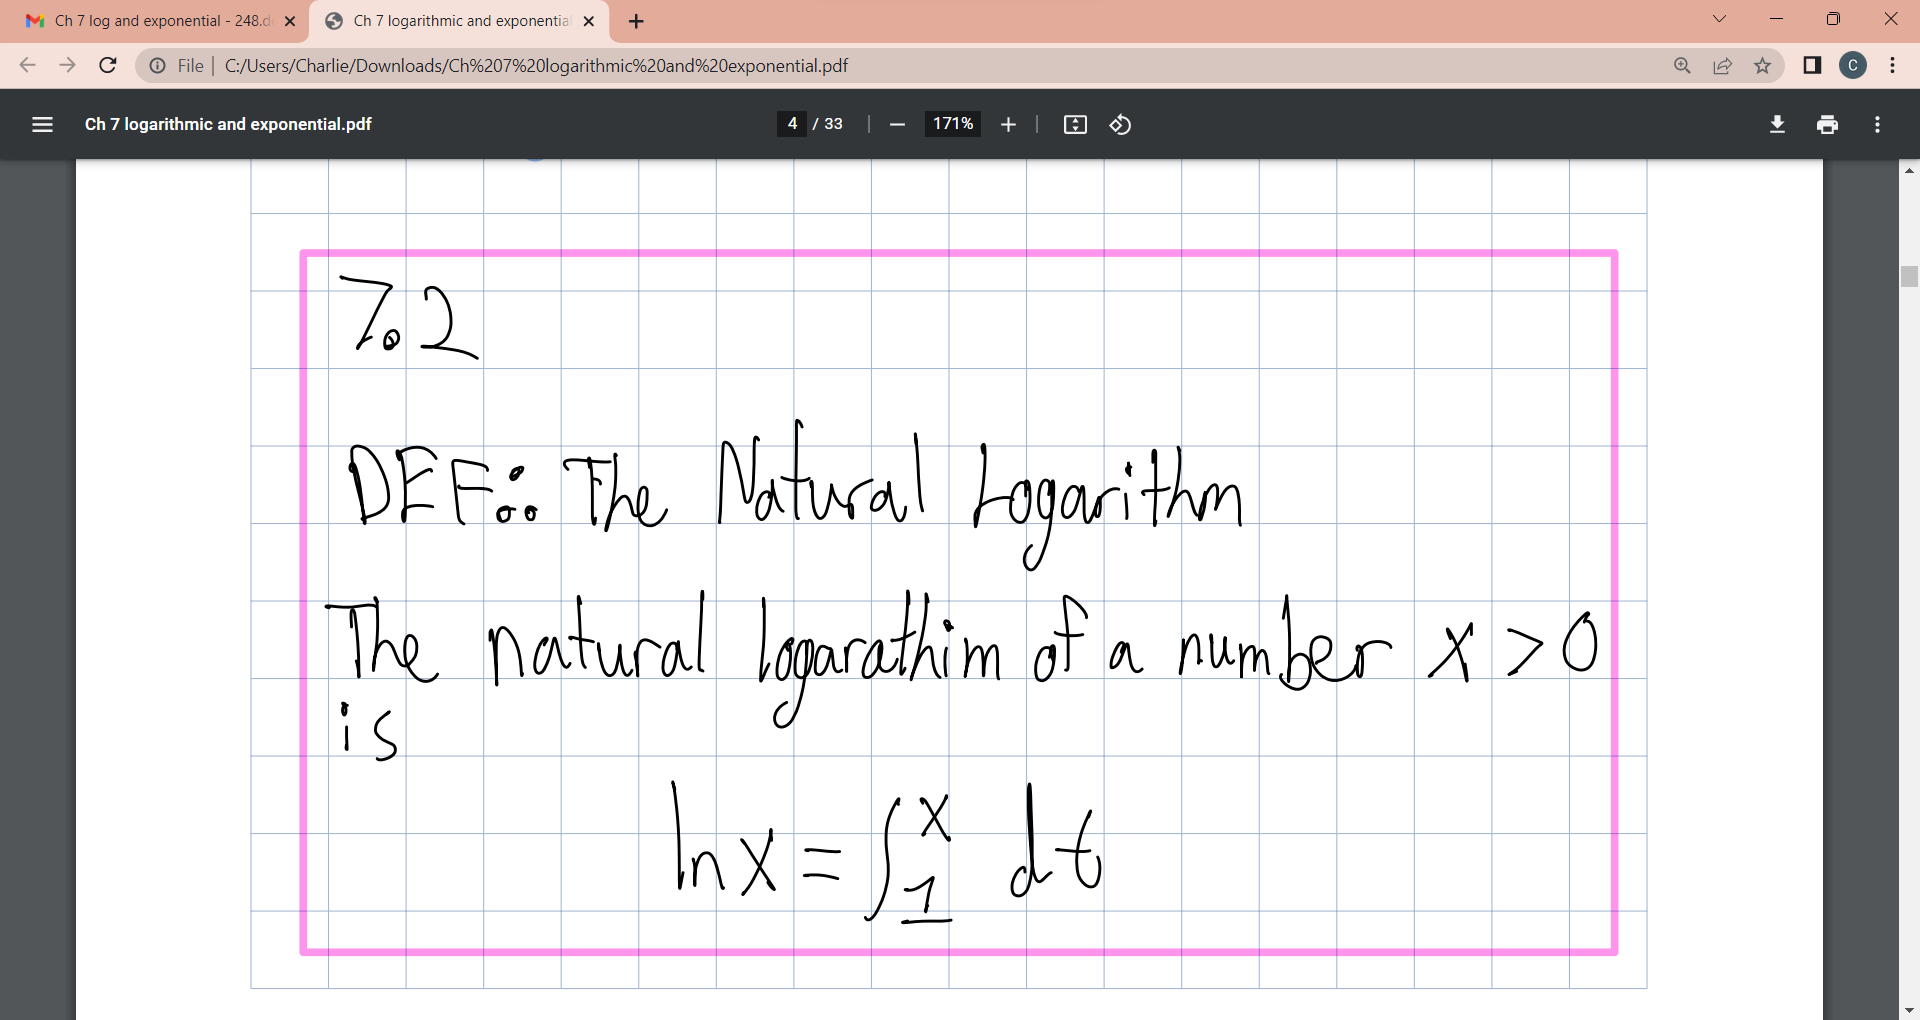 Ch 7 log and exponential - 248.d
Ch 7 logarithmic and exponentia
File | C:/Users/Charlie/Downloads/Ch%207%20logarithmic%20and%20exponential.pdf
C
Ch 7 logarithmic and exponential.pdf
4 / 33 | — 171% + |
7.2
DEF: The Natural Logarithm
The natural logarathim of a number x > 0
is
ln x = ∫₁ˣ dt